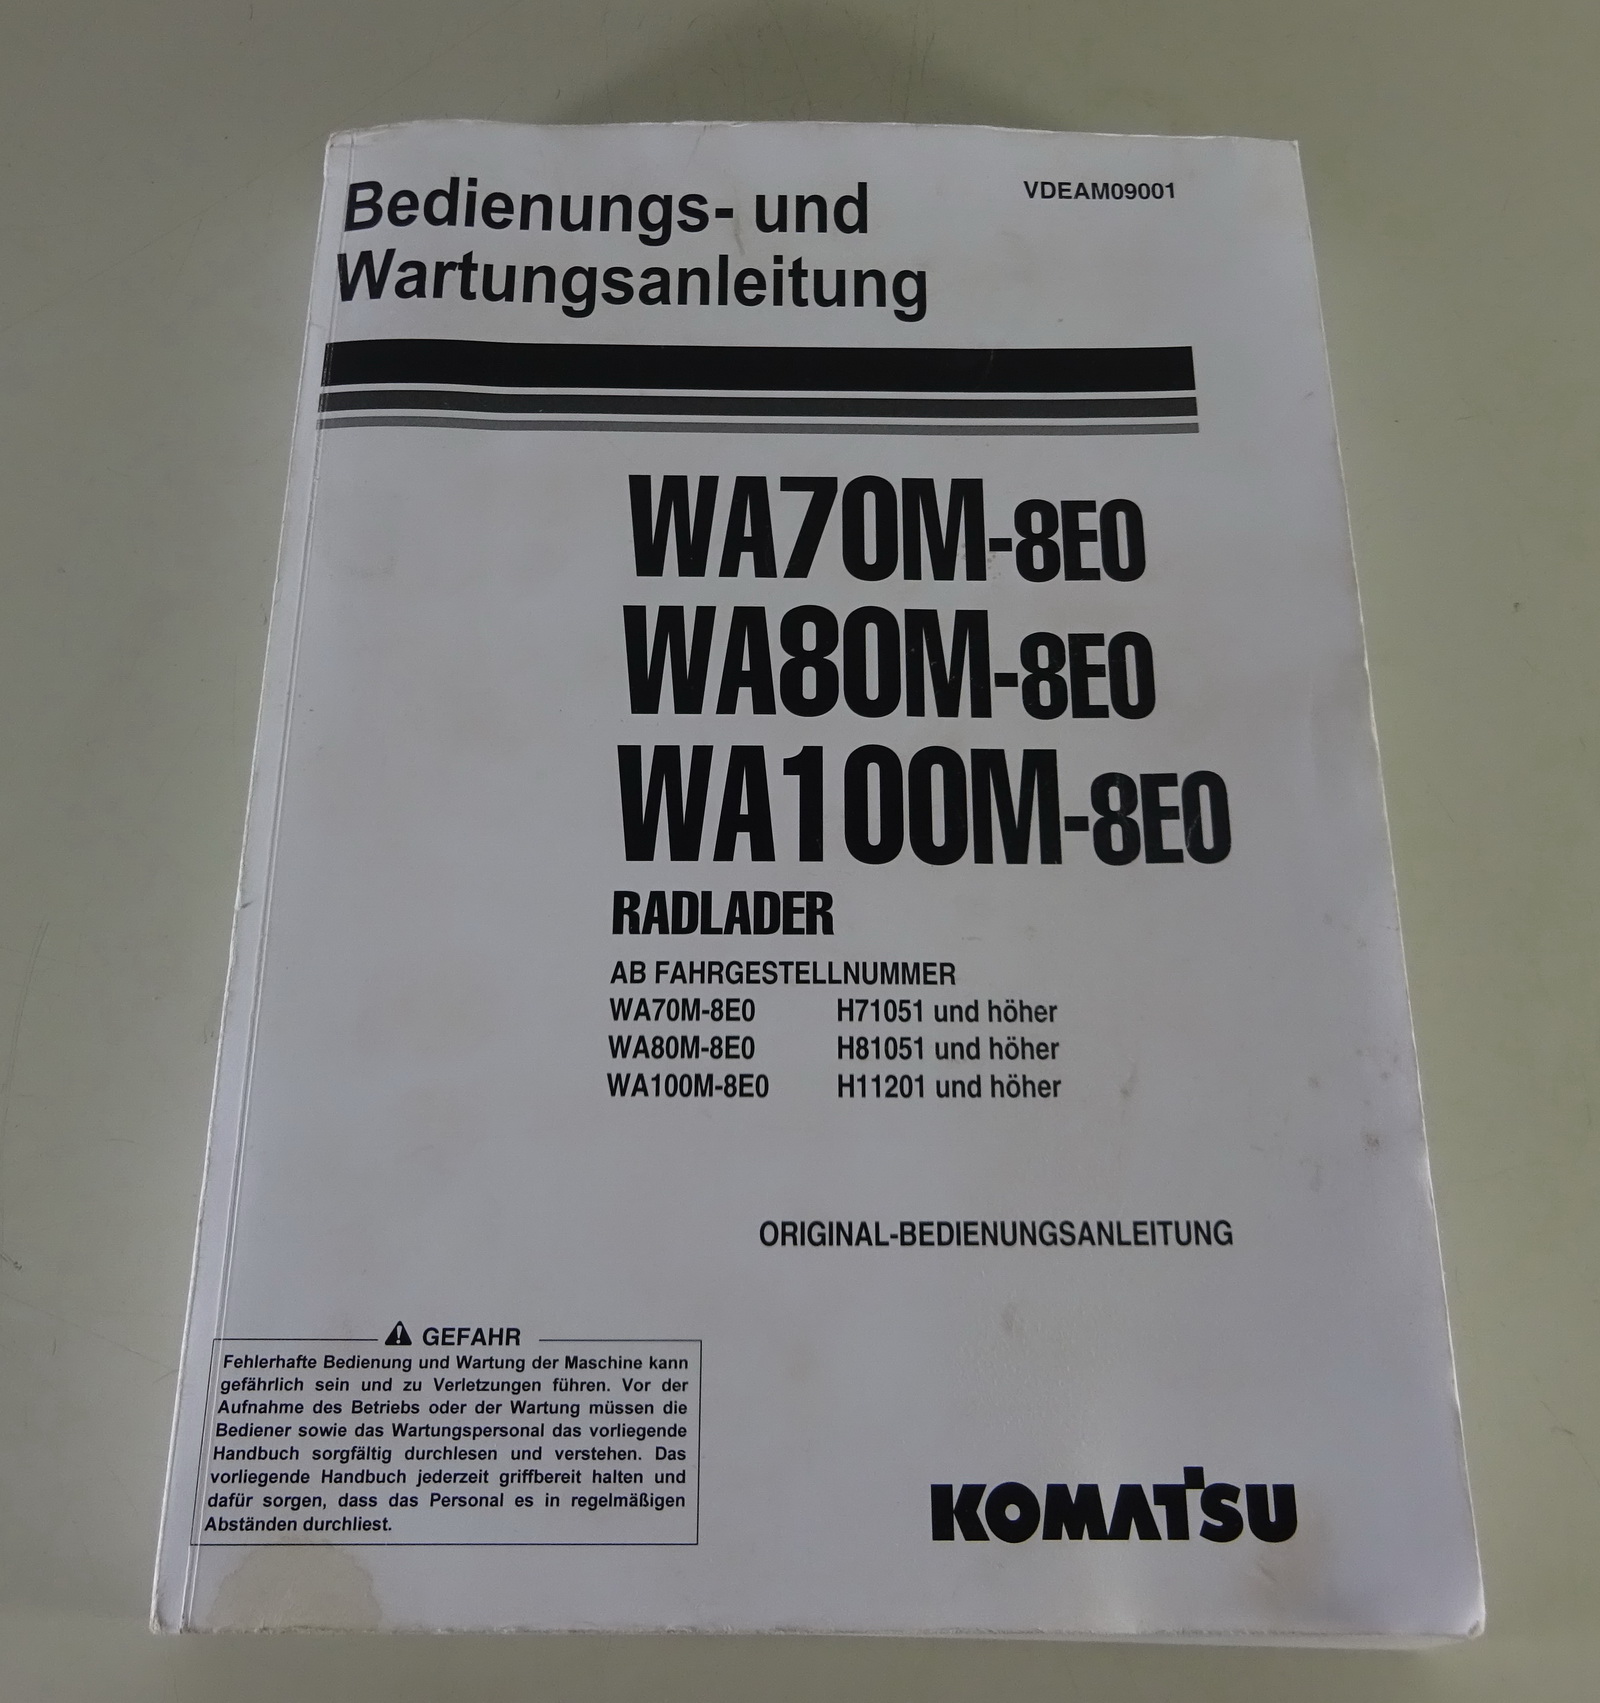 Bedienungs- und
Wartungsanleitung
VDEAM09001
WA70M-8E0
WA80M-8E0
WA100M-8E0
RADLADER
AB FAHRGESTELLNUMMER
WA70M-8E0 H71051 und höher
WA80M-8E0 H81051 und höher
WA100M-8E0 H11201 und höher
ORIGINAL-BEDIENUNGSANLEITUNG
GEFAHR
Fehlerhafte Bedienung und Wartung der Maschine kann
gefährlich sein und zu Verletzungen führen. Vor der
Aufnahme des Betriebs oder der Wartung müssen die
Bediener sowie das Wartungspersonal das vorliegende
Handbuch sorgfältig durchlesen und verstehen. Das
vorliegende Handbuch jederzeit griffbereit halten und
dafür sorgen, dass das Personal es in regelmäßigen
Abständen durchliest.
KOMATSU